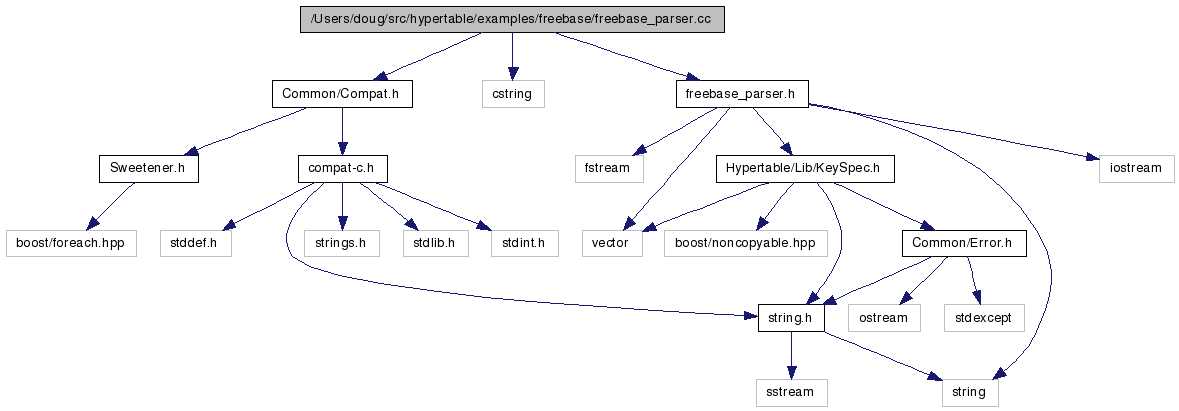 /Users/doug/src/hypertable/examples/freebase/freebase_parser.cc
Common/Compat.h
cstring
freebase_parser.h
Sweetener.h
compat-c.h
fstream
Hypertable/Lib/KeySpec.h
iostream
boost/foreach.hpp
stddef.h
strings.h
stdlib.h
stdint.h
vector
boost/noncopyable.hpp
Common/Error.h
string.h
ostream
stdexcept
sstream
string